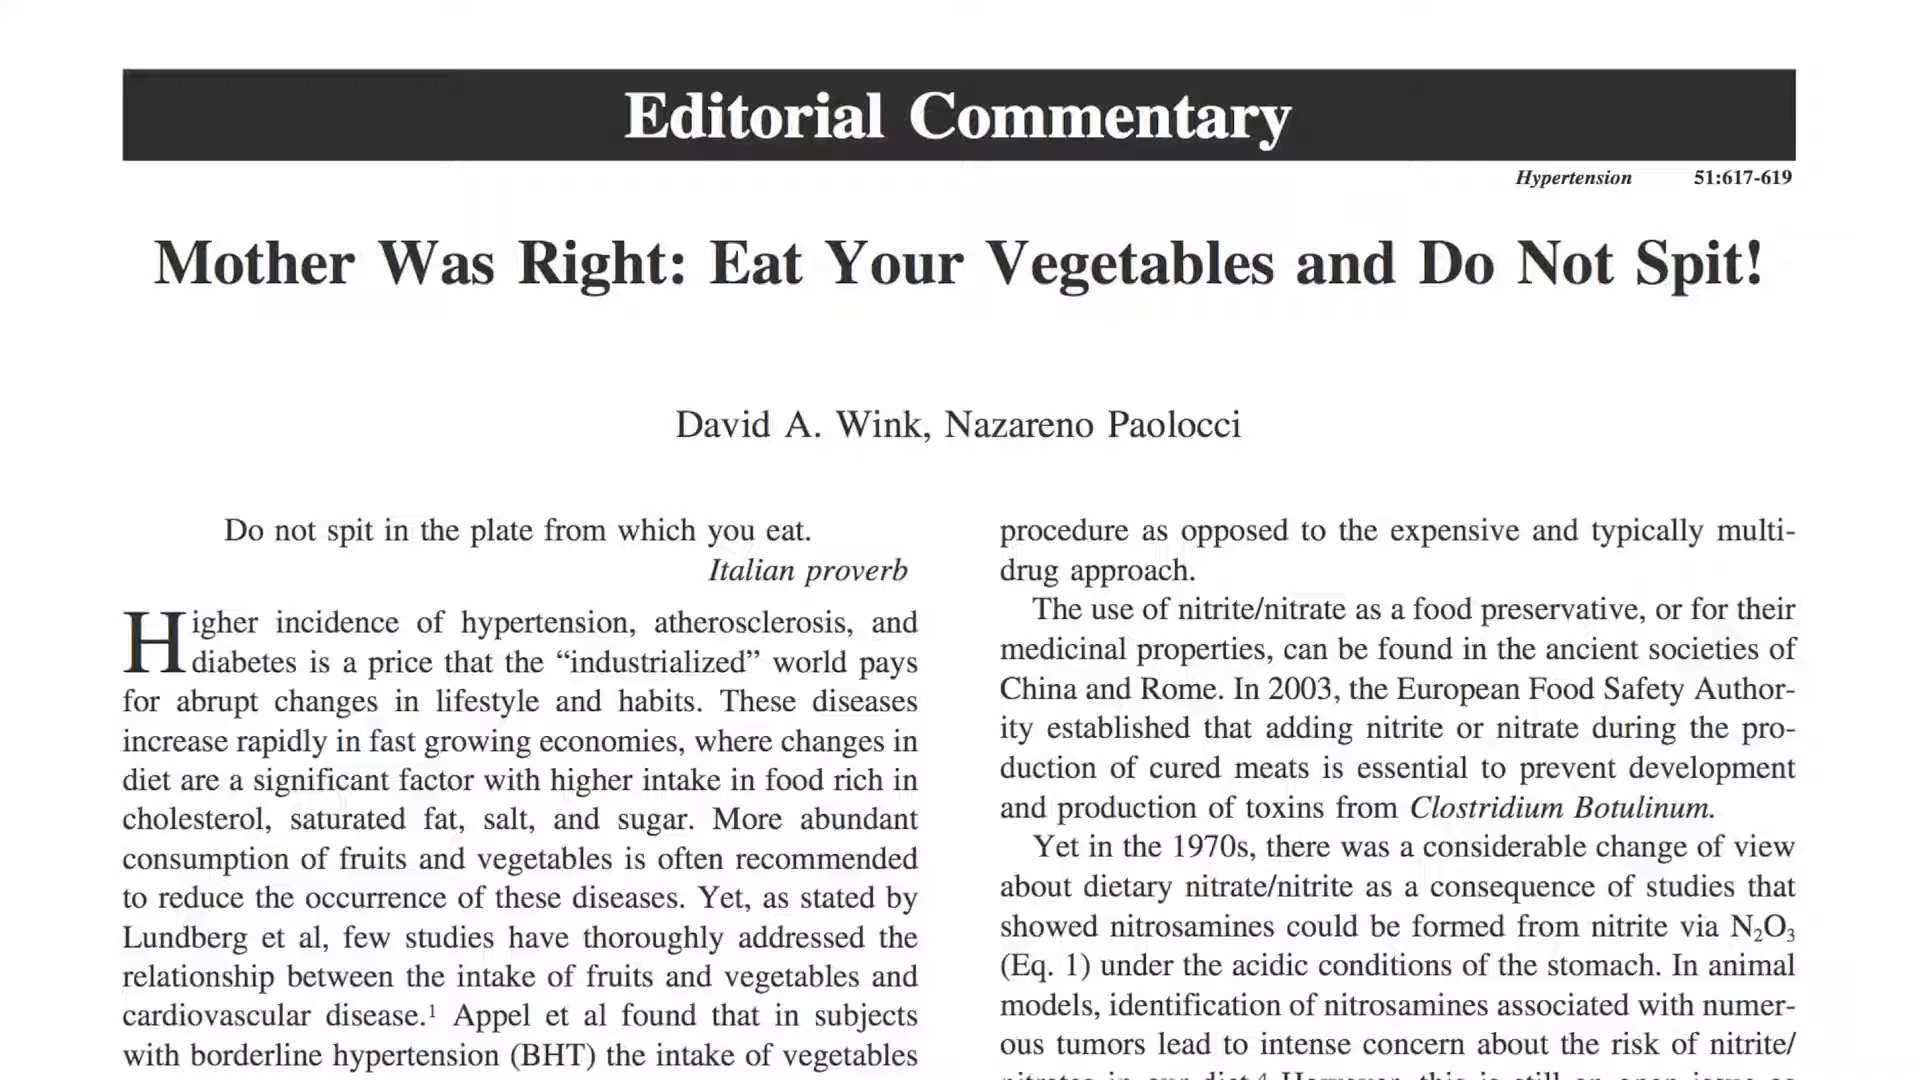 Editorial Commentary
Hypertension 51:617-619
Mother Was Right: Eat Your Vegetables and Do Not Spit!
David A. Wink, Nazareno Paolocci
Do not spit in the plate from which you eat.
Italian proverb
Higher incidence of hypertension, atherosclerosis, and
diabetes is a price that the “industrialized” world pays
for abrupt changes in lifestyle and habits. These diseases
increase rapidly in fast growing economies, where changes in
diet are a significant factor with higher intake in food rich in
cholesterol, saturated fat, salt, and sugar. More abundant
consumption of fruits and vegetables is often recommended
to reduce the occurrence of these diseases. Yet, as stated by
Lundberg et al, few studies have thoroughly addressed the
relationship between the intake of fruits and vegetables and
cardiovascular disease.¹ Appel et al found that in subjects
with borderline hypertension (BHT) the intake of vegetables
procedure as opposed to the expensive and typically multi-
drug approach.
The use of nitrite/nitrate as a food preservative, or for their
medicinal properties, can be found in the ancient societies of
China and Rome. In 2003, the European Food Safety Author-
ity established that adding nitrite or nitrate during the pro-
duction of cured meats is essential to prevent development
and production of toxins from Clostridium Botulinum.
Yet in the 1970s, there was a considerable change of view
about dietary nitrate/nitrite as a consequence of studies that
showed nitrosamines could be formed from nitrite via N₂O₃
(Eq. 1) under the acidic conditions of the stomach. In animal
models, identification of nitrosamines associated with numer-
ous tumors lead to intense concern about the risk of nitrite/
nitrates in our diet.⁴ However, this is still an open issue as